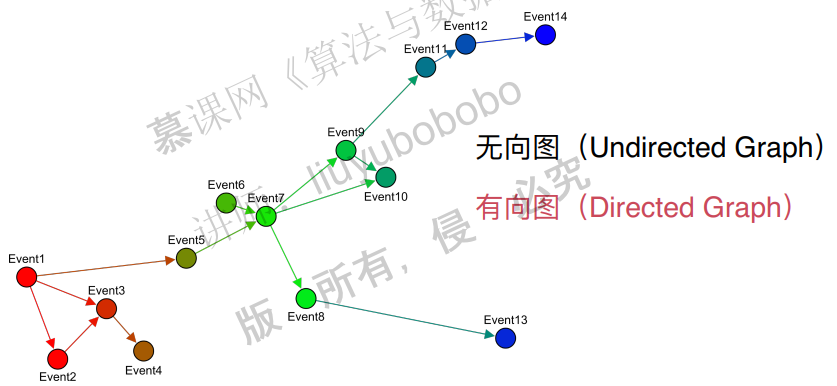 Event14
Event12
Event11
慕课网《算法与数据
Event9
liuyubobobo
无向图（Undirected Graph）
Event10
Event6
Event7
讲师：
必究
有向图（Directed Graph）
Event5
版 所有，侵
Event1
Event3
Event8
Event13
Event2
Event4